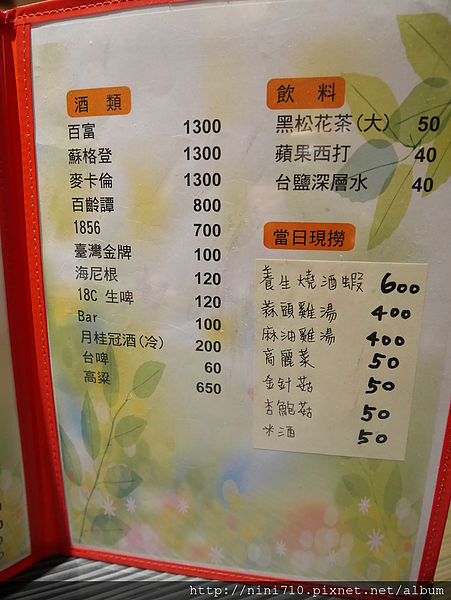 酒類
百富 1300
蘇格登 1300
麥卡倫 1300
百齡譚 800
1856 700
臺灣金牌 100
海尼根 120
18C 生啤 120
Bar 100
月桂冠酒(冷) 200
台啤 60
高粱 650
飲料
黑松花茶(大) 50
蘋果西打 40
台鹽深層水 40
當日現撈
養生燒酒蝦 600
蒜頭雞湯 400
麻油雞湯 400
高麗菜 50
金針菇 50
杏鮑菇 50
米酒 50
http://nini710.pixnet.net/album